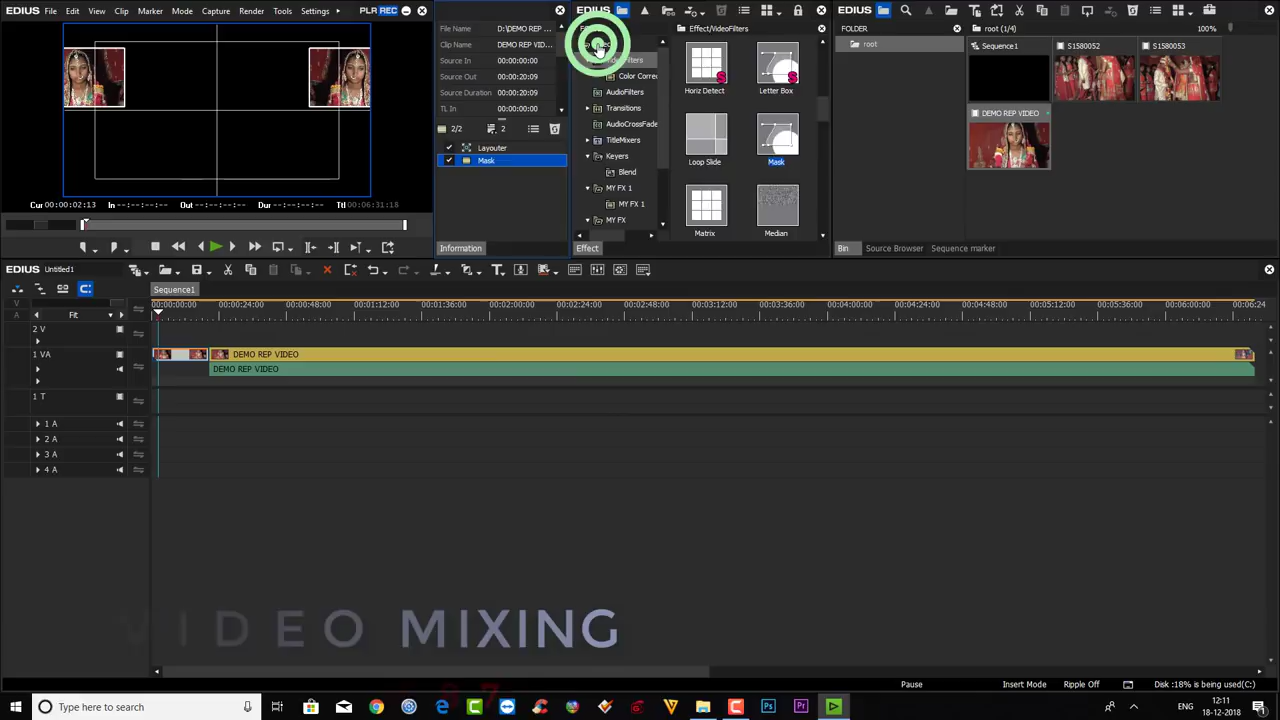 EDIUS File Edit View Clip Marker Mode Capture Render Tools Settings PLR REC
Cur 00:00:02:13 In --:--:--:-- Out --:--:--:-- Dur --:--:--:-- Ttl 00:06:31:18
File Name D:\DEMO REP ...
Clip Name DEMO REP VID...
Source In 00:00:00:00
Source Out 00:00:20:09
Source Duration 00:00:20:09
TL In 00:00:00:00
2/2 2
Layouter
Mask
Information
EDIUS
Color Correc
AudioFilters
Transitions
AudioCrossFade
TitleMixers
Keyers
Blend
MY FX 1
MY FX 1
MY FX
Effect
Effect/VideoFilters
Horiz Detect
Letter Box
Loop Slide
Mask
Matrix
Median
EDIUS
FOLDER
root
root (1/4) 100%
Sequence1
S1580052
S1580053
DEMO REP VIDEO
Bin Source Browser Sequence marker
EDIUS Untitled1
Sequence1
V
A
Fit
00:00:00:00 00:00:24:00 00:00:48:00 00:01:12:00 00:01:36:00 00:02:00:00 00:02:24:00 00:02:48:00 00:03:12:00 00:03:36:00 00:04:00:00 00:04:24:00 00:04:48:00 00:05:12:00 00:05:36:00 00:06:00:00 00:06:24
2 V
1 VA
DEMO REP VIDEO
DEMO REP VIDEO
1 T
1 A
2 A
3 A
4 A
VIDEO MIXING
Pause Insert Mode Ripple Off Disk :18% is being used(C:)
Type here to search
Ps
Pr
12:11
18-12-2018